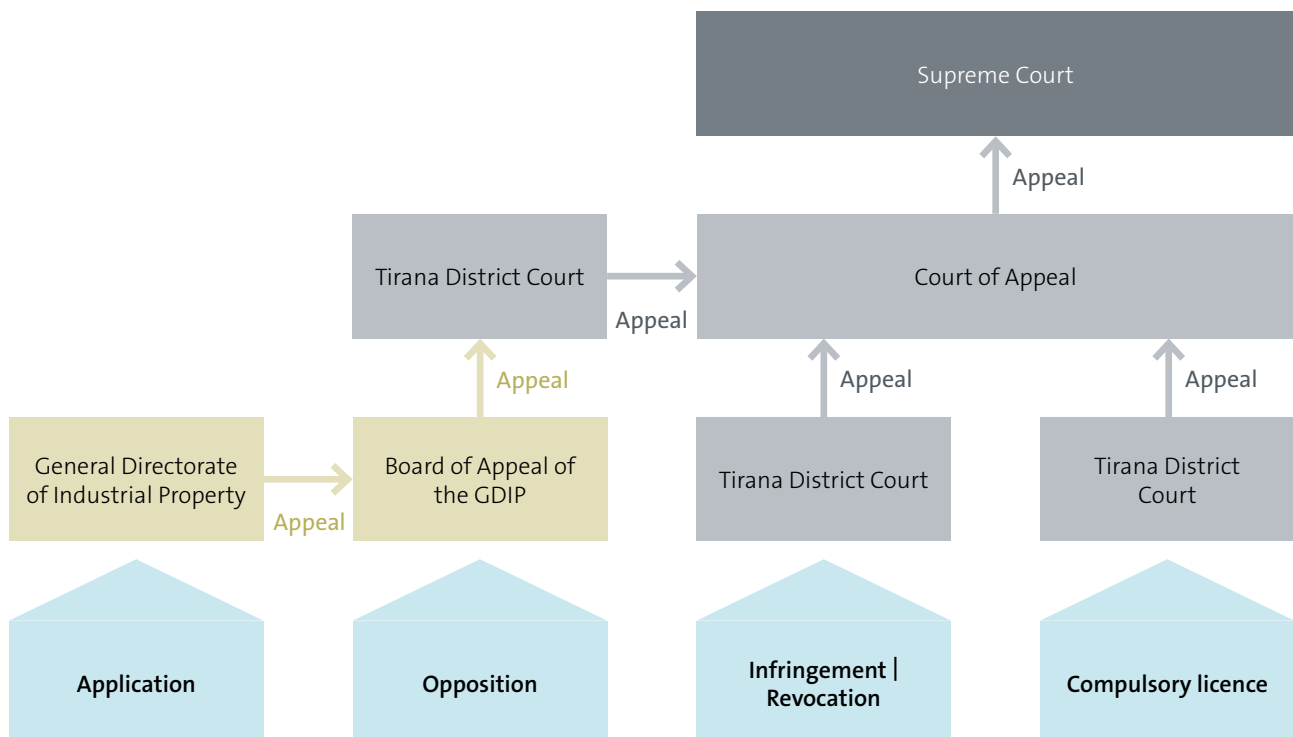 Supreme Court
Appeal
Tirana District Court
Appeal
Court of Appeal
Appeal
Appeal
Appeal
General Directorate
of Industrial Property
Appeal
Board of Appeal of
the GDIP
Tirana District Court
Tirana District
Court
Application
Opposition
Infringement |
Revocation
Compulsory licence